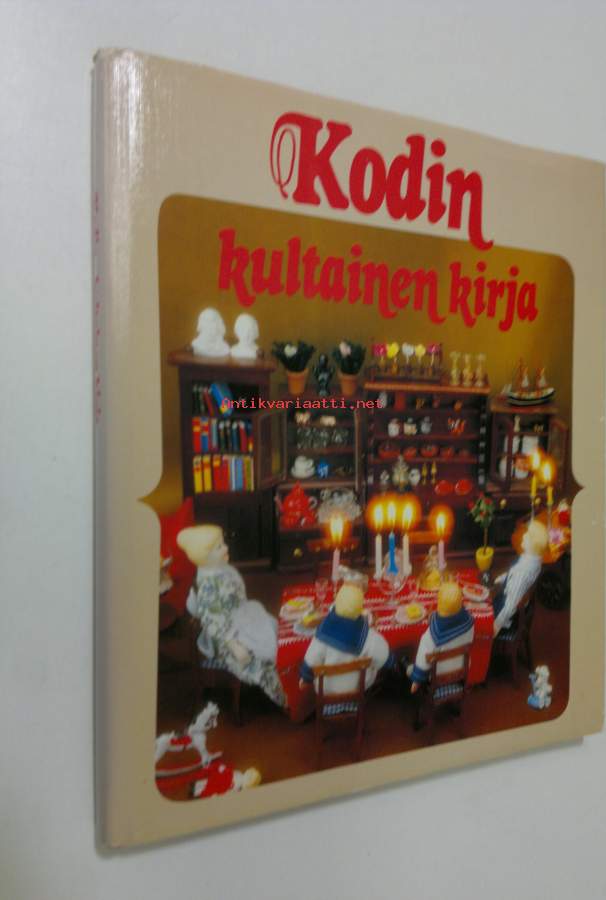 Kodin
kultainen kirja
Antikvariaatti.net